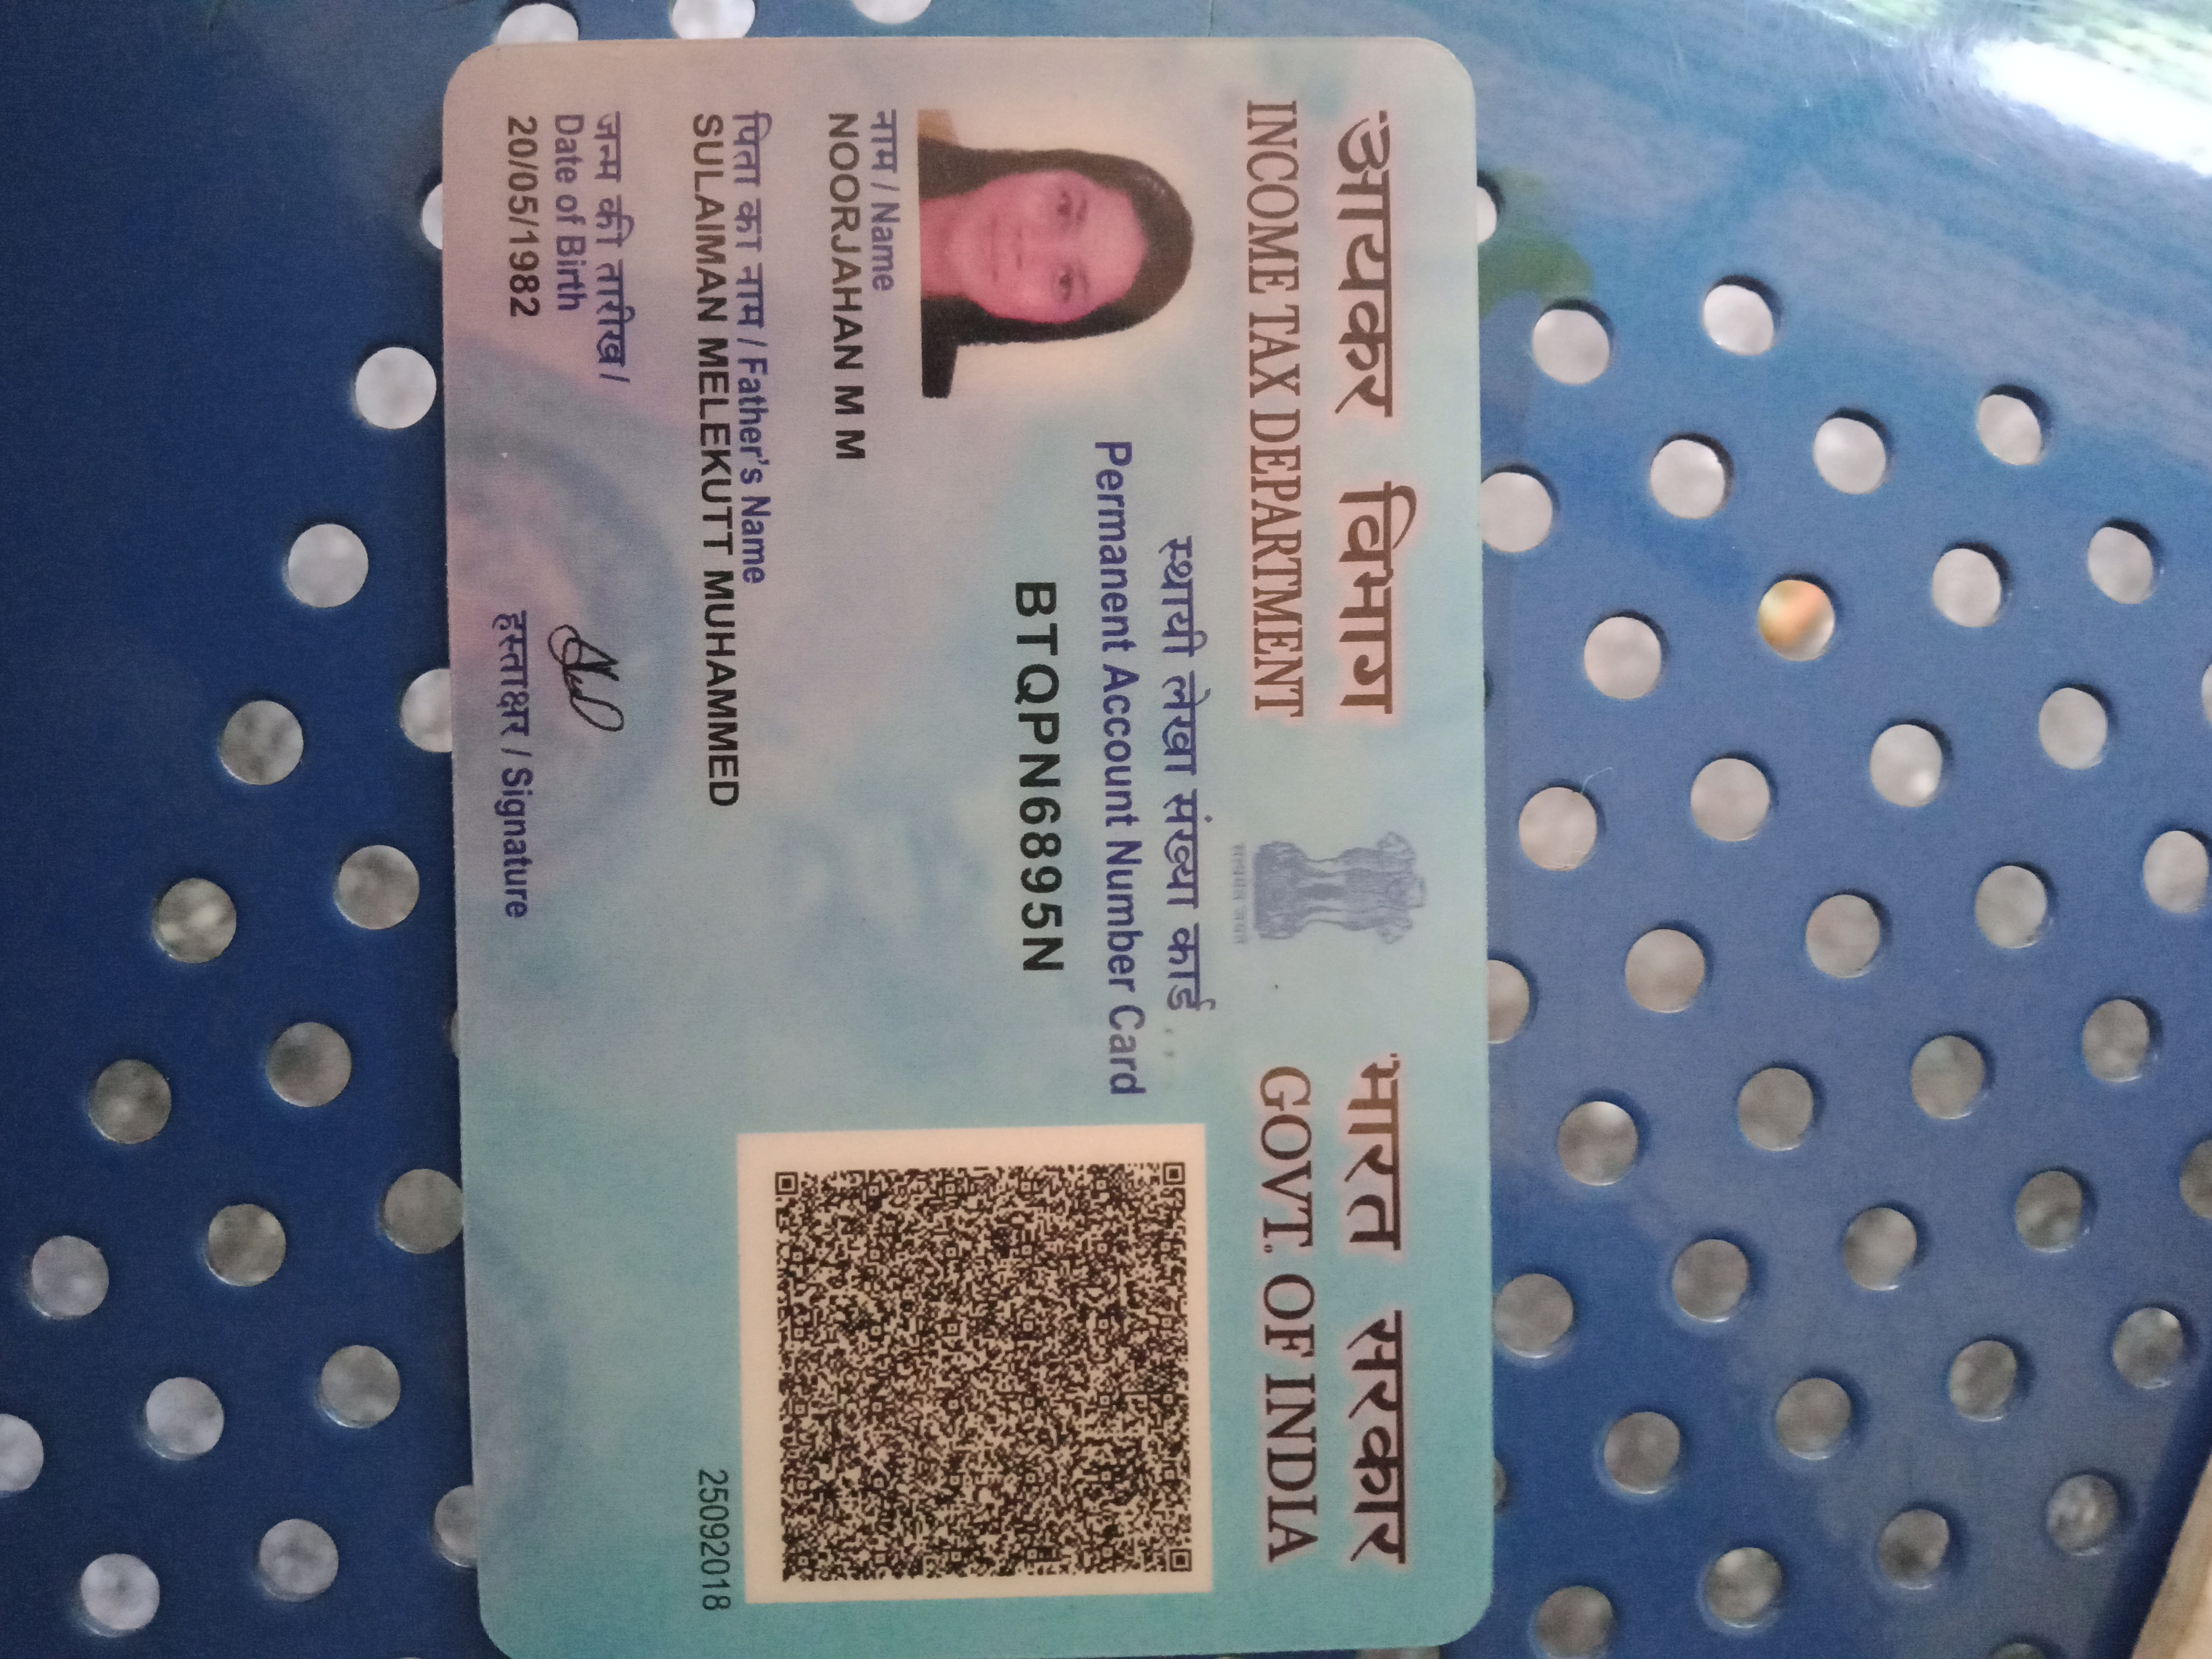 आयकर विभाग
INCOME TAX DEPARTMENT
भारत सरकार
GOVT. OF INDIA
स्थायी लेखा संख्या कार्ड
Permanent Account Number Card
BTQPN6895N
नाम / Name
NOORJAHAN M M
पिता का नाम / Father's Name
SULAIMAN MELEKUTT MUHAMMED
जन्म की तारीख /
Date of Birth
20/05/1982
हस्ताक्षर / Signature
25092018